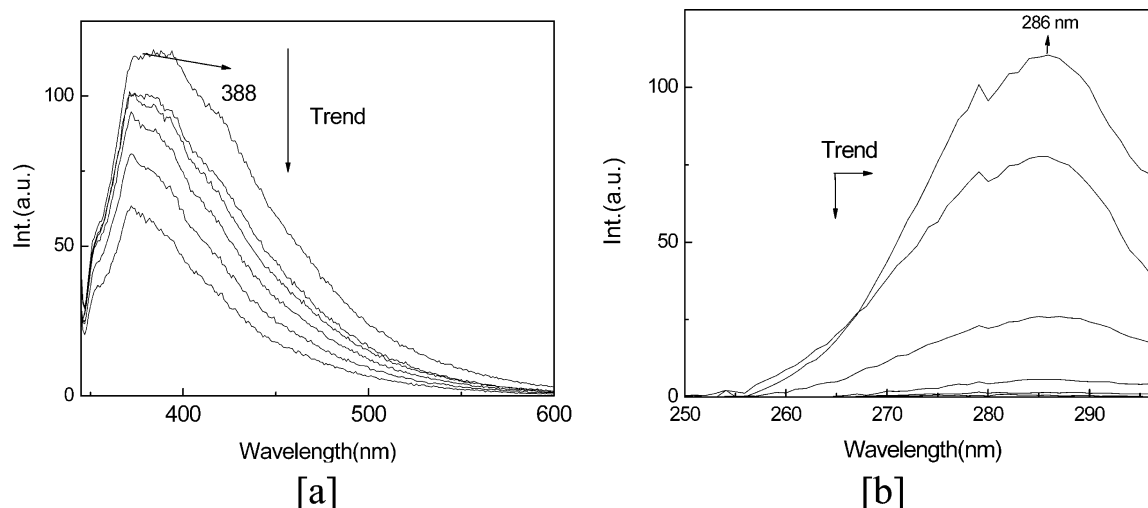 388
Trend
100
50
0
Int.(a.u.)
400
500
600
Wavelength(nm)
[a]
286 nm
Trend
100
50
0
Int.(a.u.)
250
260
270
280
290
Wavelength(nm)
[b]